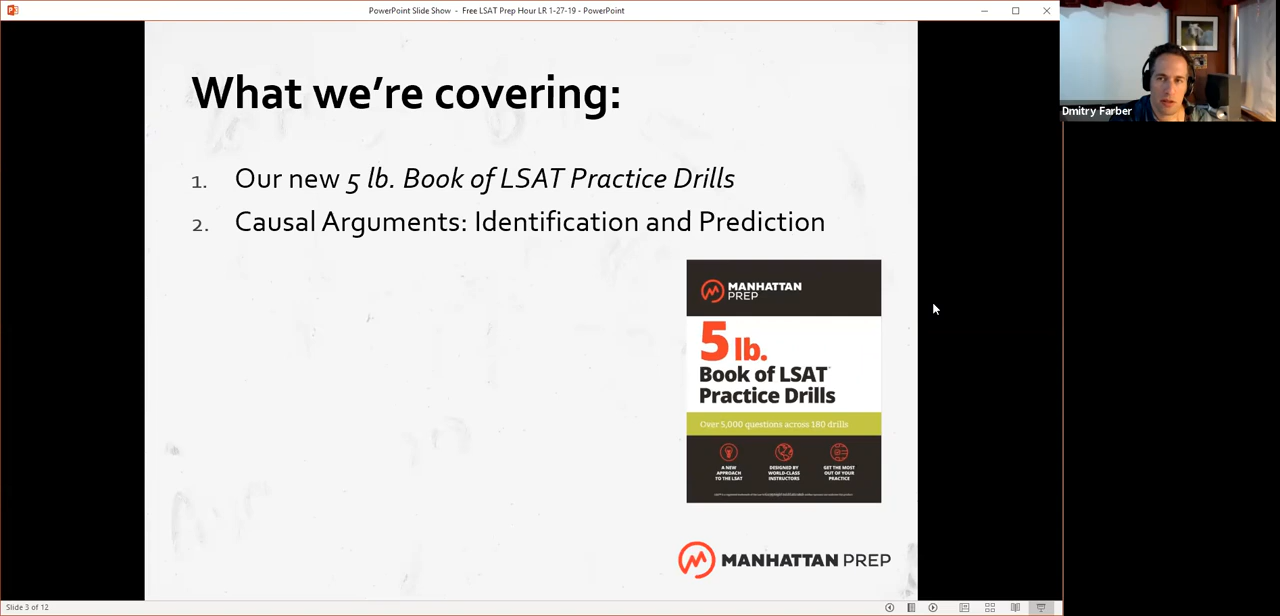 PowerPoint Slide Show - Free LSAT Prep Hour LR 1-27-19 - PowerPoint
Dmitry Farber
What we're covering:
1. Our new 5 lb. Book of LSAT Practice Drills
2. Causal Arguments: Identification and Prediction
MANHATTAN
PREP
5 lb.
Book of LSAT
Practice Drills
Over 5,000 questions across 180 drills
A NEW
APPROACH
TO THE LSAT
DESIGNED BY
WORLD-CLASS
INSTRUCTORS
GET THE MOST
OUT OF YOUR
PRACTICE
MANHATTAN PREP
Slide 3 of 12